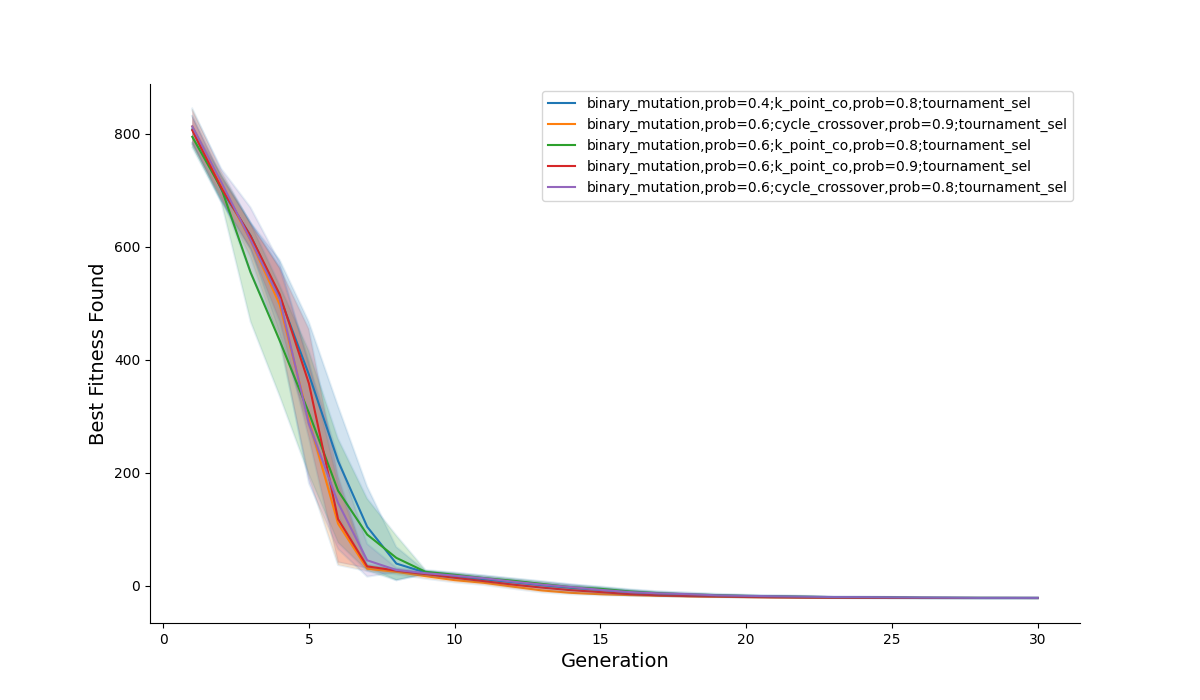 binary_mutation,prob=0.4;k_point_co,prob=0.8;tournament_sel
binary_mutation,prob=0.6;cycle_crossover,prob=0.9;tournament_sel
binary_mutation,prob=0.6;k_point_co,prob=0.8;tournament_sel
binary_mutation,prob=0.6;k_point_co,prob=0.9;tournament_sel
binary_mutation,prob=0.6;cycle_crossover,prob=0.8;tournament_sel
Best Fitness Found
800
600
400
200
0
0 5 10 15 20 25 30
Generation